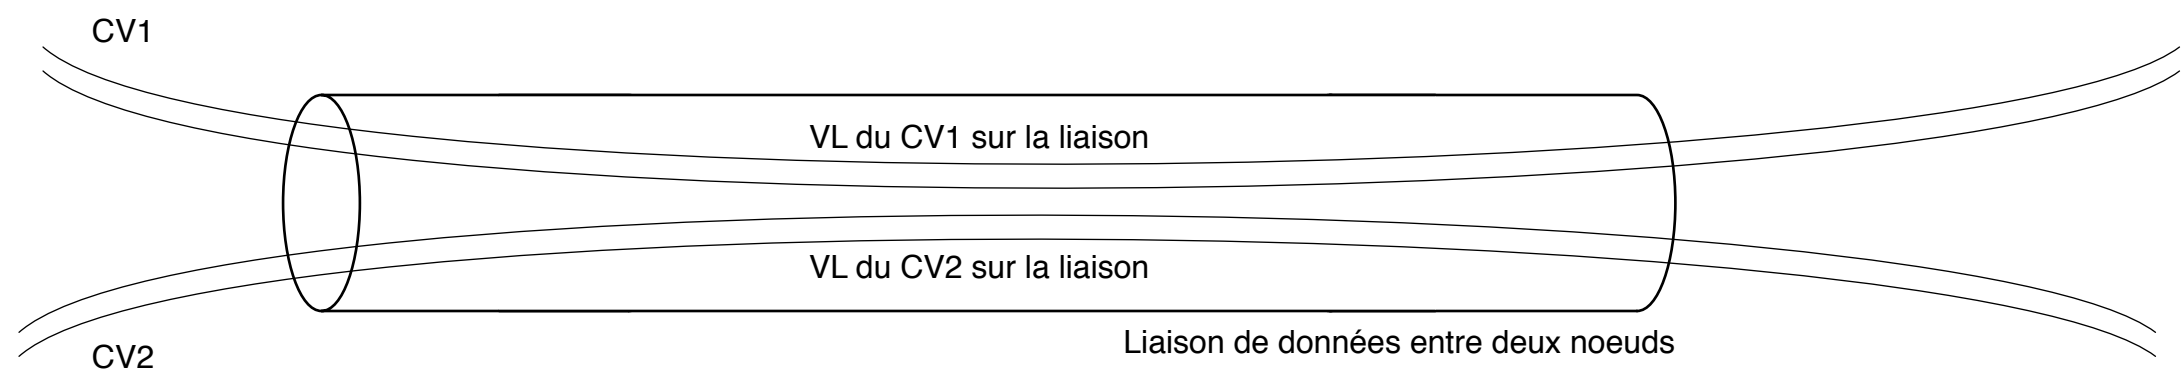 CV1
VL du CV1 sur la liaison
VL du CV2 sur la liaison
Liaison de données entre deux noeuds
CV2